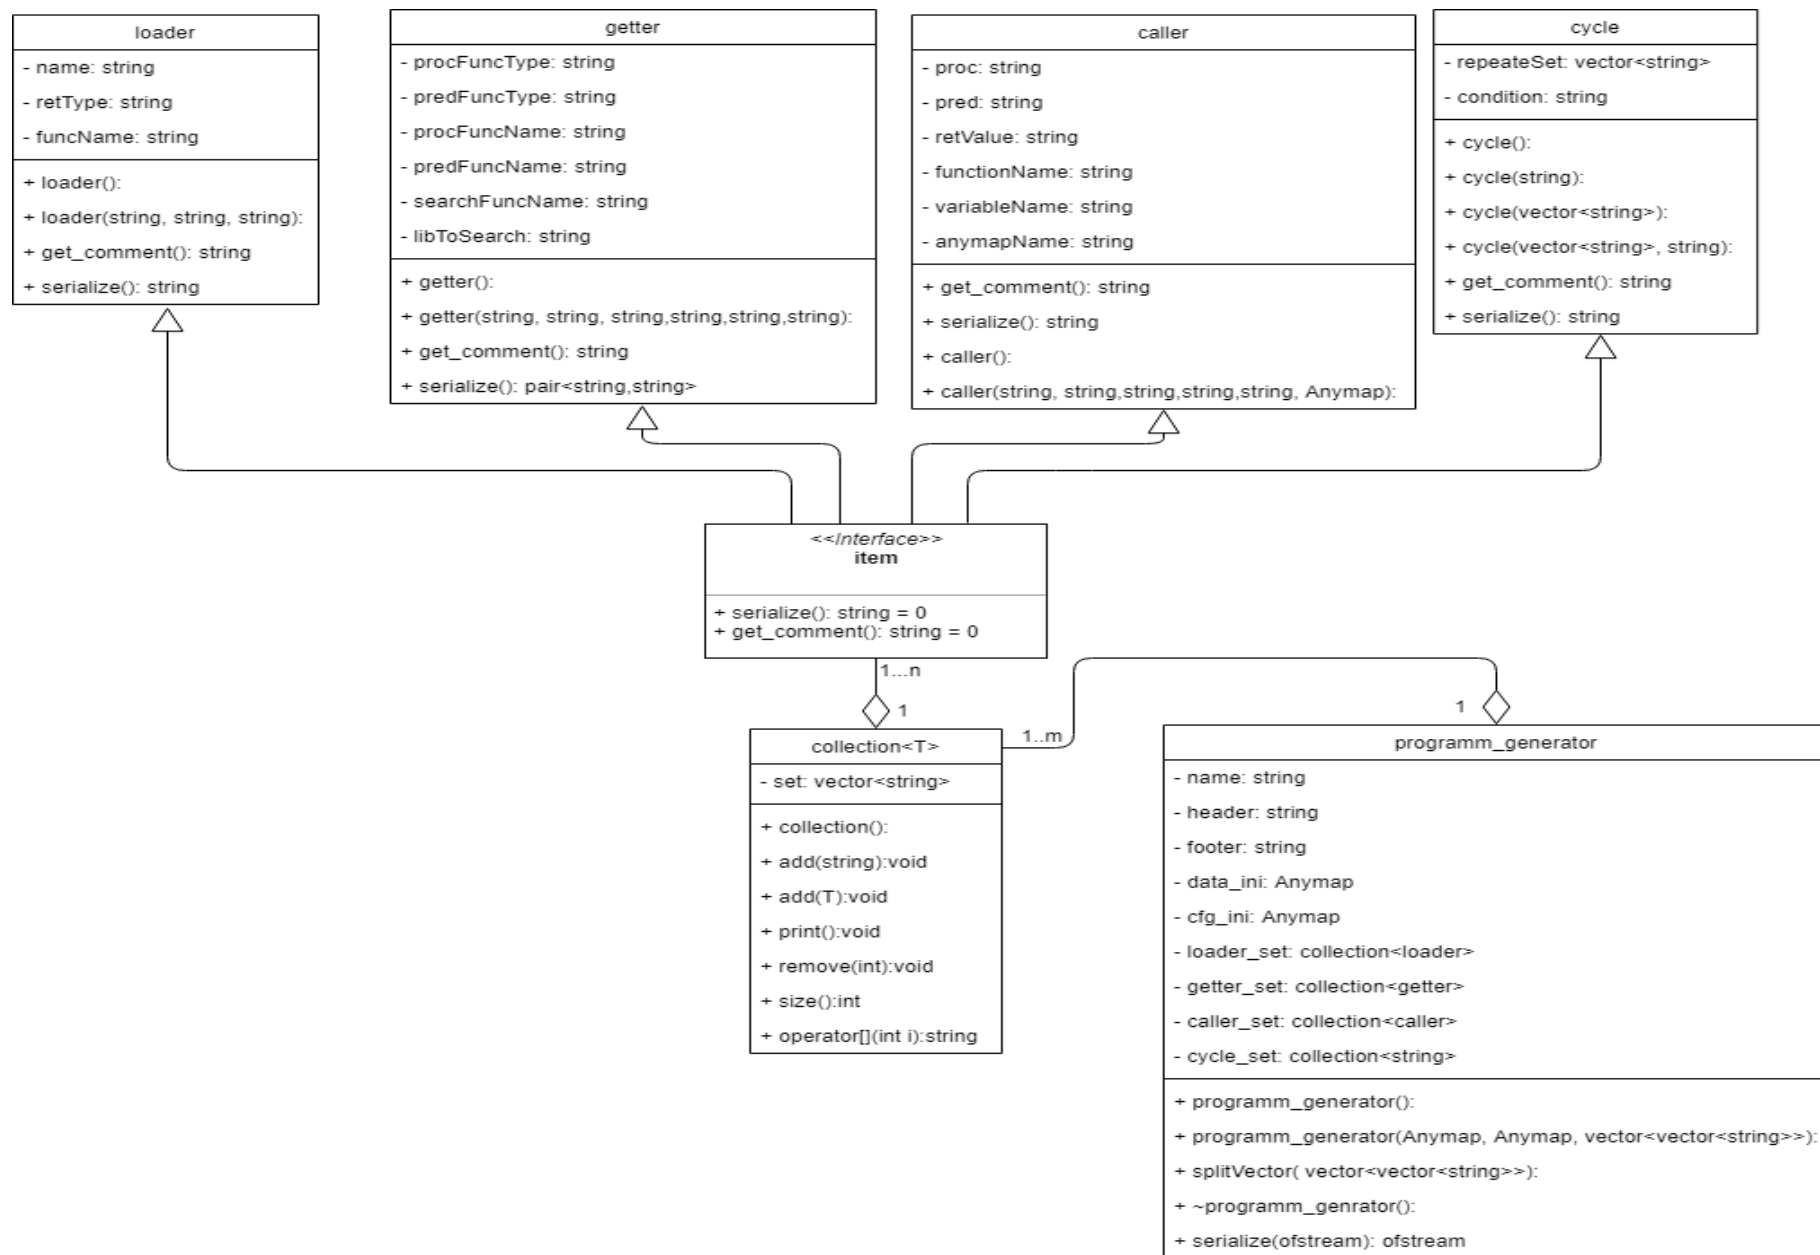 loader
- name: string
- retType: string
- funcName: string
+ loader():
+ loader(string, string, string):
+ get_comment(): string
+ serialize(): string
getter
- procFuncType: string
- predFuncType: string
- procFuncName: string
- predFuncName: string
- searchFuncName: string
- libToSearch: string
+ getter():
+ getter(string, string, string,string,string,string):
+ get_comment(): string
+ serialize(): pair<string,string>
caller
- proc: string
- pred: string
- retValue: string
- functionName: string
- variableName: string
- anymapName: string
+ get_comment(): string
+ serialize(): string
+ caller():
+ caller(string, string,string,string,string, Anymap):
cycle
- repeateSet: vector<string>
- condition: string
+ cycle():
+ cycle(string):
+ cycle(vector<string>):
+ cycle(vector<string>, string):
+ get_comment(): string
+ serialize(): string
<<Interface>>
item
+ serialize(): string = 0
+ get_comment(): string = 0
1...n
1
1..m
1
collection<T>
- set: vector<string>
+ collection():
+ add(string):void
+ add(T):void
+ print():void
+ remove(int):void
+ size():int
+ operator[](int i):string
programm_generator
- name: string
- header: string
- footer: string
- data_ini: Anymap
- cfg_ini: Anymap
- loader_set: collection<loader>
- getter_set: collection<getter>
- caller_set: collection<caller>
- cycle_set: collection<string>
+ programm_generator():
+ programm_generator(Anymap, Anymap, vector<vector<string>>):
+ splitVector( vector<vector<string>>):
+ ~programm_genrator():
+ serialize(ofstream): ofstream